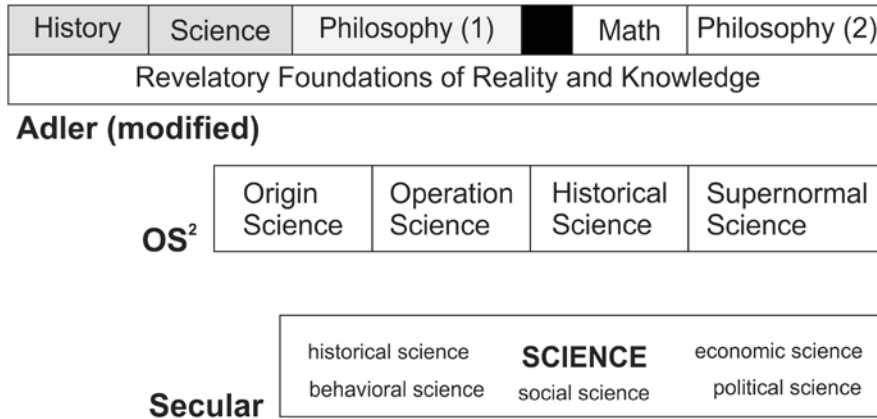 History Science Philosophy (1) Math Philosophy (2)
Revelatory Foundations of Reality and Knowledge
Adler (modified)
Origin Science
Operation Science
Historical Science
Supernormal Science
OS²
historical science SCIENCE economic science
behavioral science social science political science
Secular